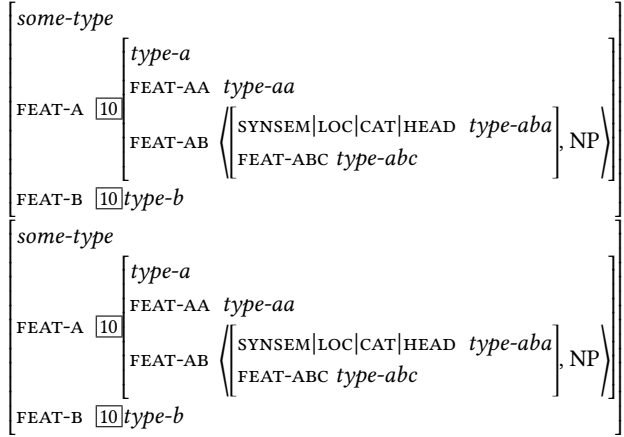 some-type
type-a
FEAT-AA type-aa
FEAT-A 10
FEAT-AB ⟨[SYNSEM|LOC|CAT|HEAD type-aba
FEAT-ABC type-abc], NP⟩
FEAT-B 10 type-b
some-type
type-a
FEAT-AA type-aa
FEAT-A 10
FEAT-AB ⟨[SYNSEM|LOC|CAT|HEAD type-aba
FEAT-ABC type-abc], NP⟩
FEAT-B 10 type-b